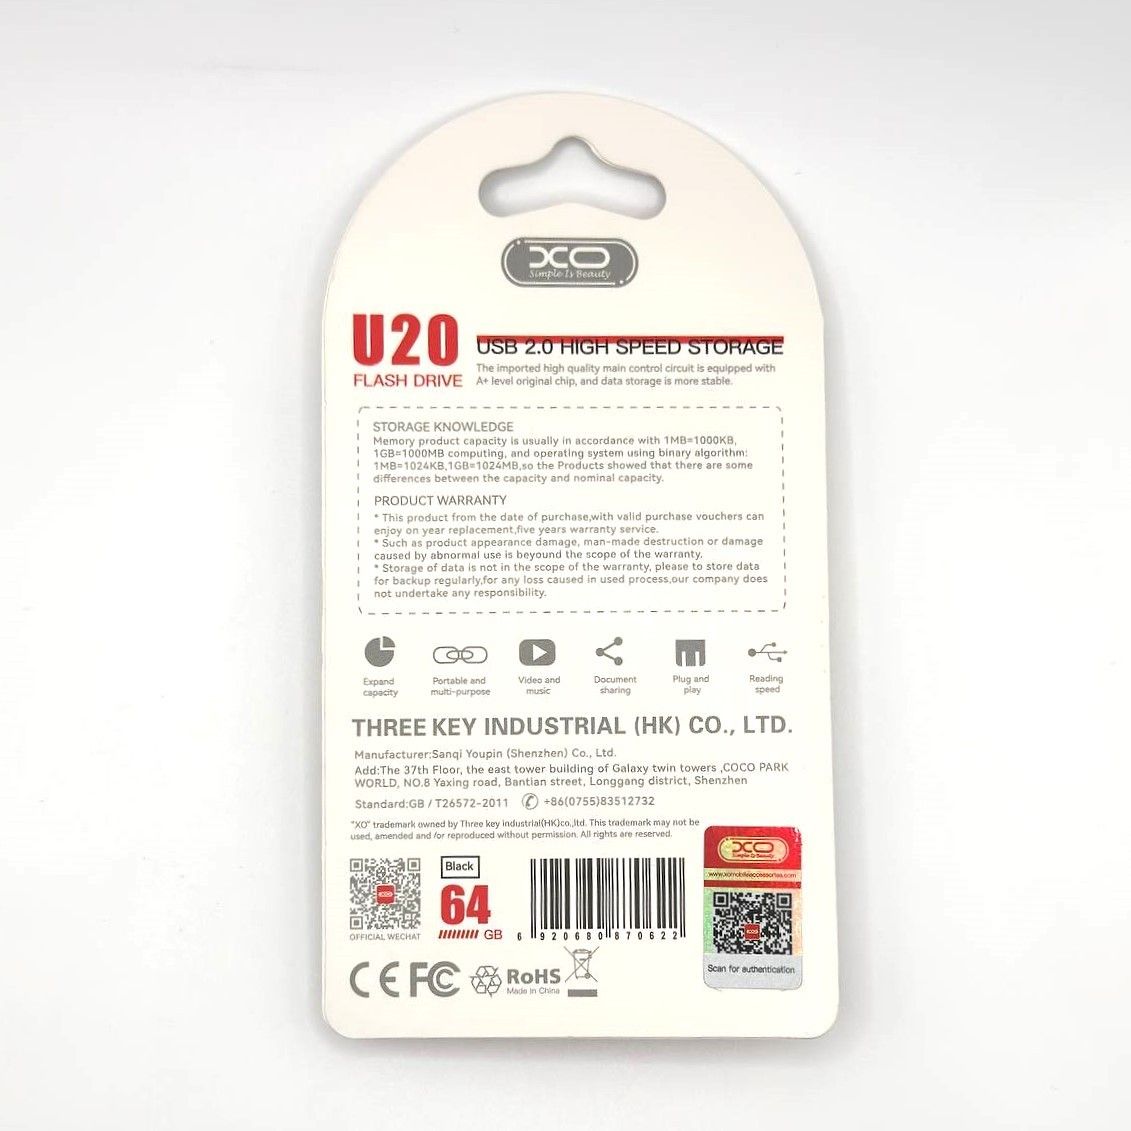 XO
Simple Is Beauty
U20
FLASH DRIVE
USB 2.0 HIGH SPEED STORAGE
The imported high quality main control circuit is equipped with
A+ level original chip, and data storage is more stable.
STORAGE KNOWLEDGE
Memory product capacity is usually in accordance with 1MB=1000KB,
1GB=1000MB computing, and operating system using binary algorithm:
1MB=1024KB,1GB=1024MB,so the Products showed that there are some
differences between the capacity and nominal capacity.
PRODUCT WARRANTY
* This product from the date of purchase,with valid purchase vouchers can
enjoy on year replacement,five years warranty service.
* Such as product appearance damage, man-made destruction or damage
caused by abnormal use is beyound the scope of the warranty.
* Storage of data is not in the scope of the warranty, please to store data
for backup regularly,for any loss caused in used process,our company does
not undertake any responsibility.
Expand
capacity
Portable and
multi-purpose
Video and
music
Document
sharing
Plug and
play
Reading
speed
THREE KEY INDUSTRIAL (HK) CO., LTD.
Manufacturer:Sanqi Youpin (Shenzhen) Co., Ltd.
Add:The 37th Floor, the east tower building of Galaxy twin towers ,COCO PARK
WORLD, NO.8 Yaxing road, Bantian street, Longgang district, Shenzhen
Standard:GB / T26572-2011 +86(0755)83512732
"XO" trademark owned by Three key industrial(HK)co.,ltd. This trademark may not be
used, amended and /or reproduced without permission. All rights are reserved.
OFFICIAL WECHAT
Black
64
GB
6 920680 870622
XO
Simple Is Beauty
www.xomobileaccessories.com
Scan for authentication
CE FC RoHS
Made in China